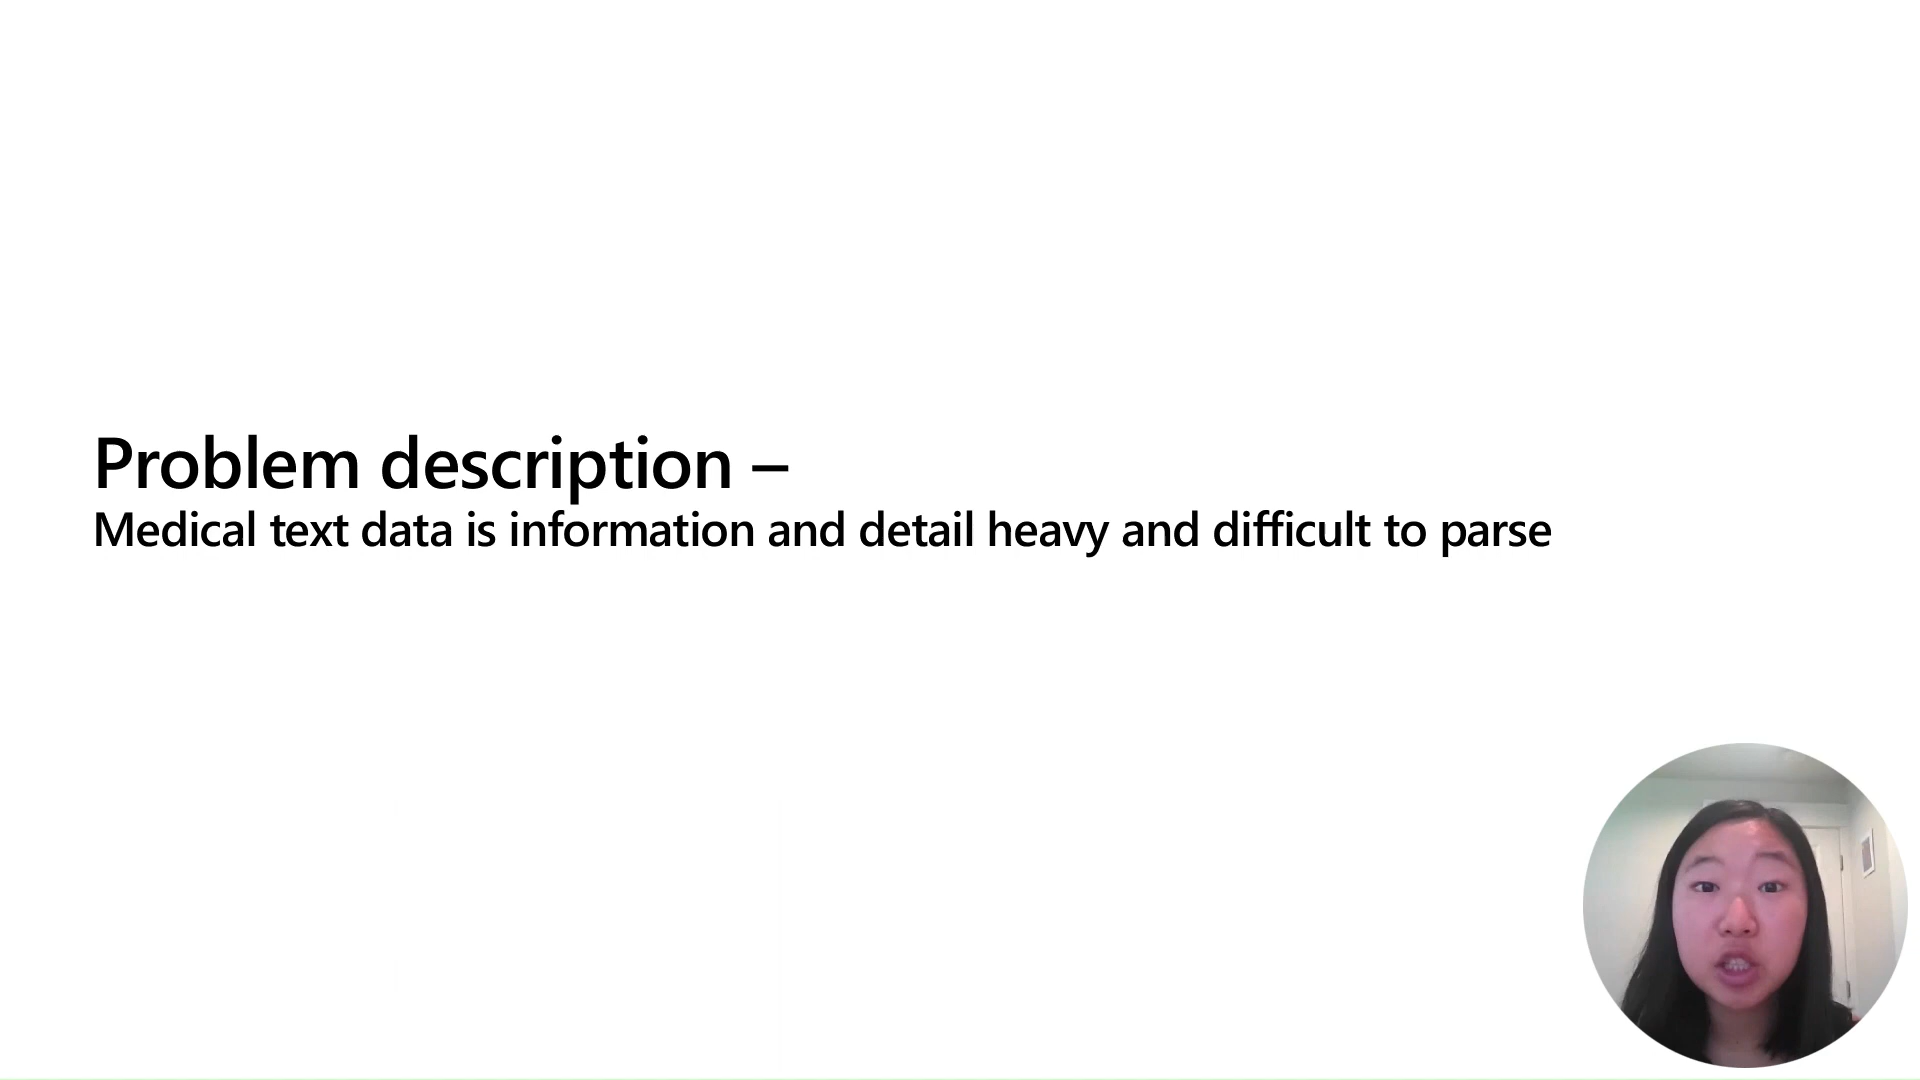 Problem description –
Medical text data is information and detail heavy and difficult to parse